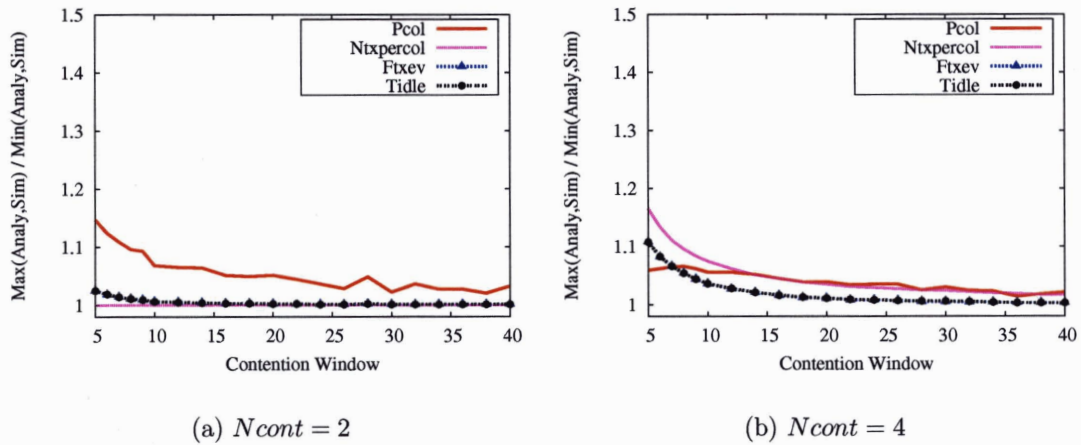 Max(Analy,Sim) / Min(Analy,Sim)
1.5
1.4
1.3
1.2
1.1
1
Pcol
Ntxpercol
Ftxev
Tidle
5 10 15 20 25 30 35 40
Contention Window
(a) Ncont = 2
Max(Analy,Sim) / Min(Analy,Sim)
1.5
1.4
1.3
1.2
1.1
1
Pcol
Ntxpercol
Ftxev
Tidle
5 10 15 20 25 30 35 40
Contention Window
(b) Ncont = 4